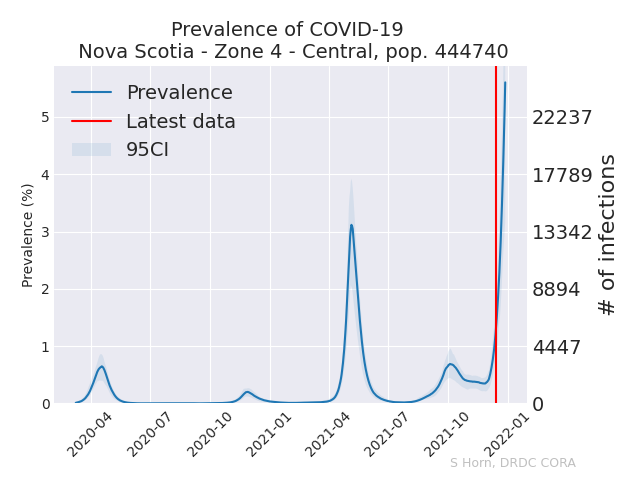 Prevalence of COVID-19
Nova Scotia - Zone 4 - Central, pop. 444740
Prevalence
Latest data
95CI
Prevalence (%)
5
4
3
2
1
0
22237
17789
13342
8894
4447
0
# of infections
2020-04
2020-07
2020-10
2021-01
2021-04
2021-07
2021-10
2022-01
S Horn, DRDC CORA